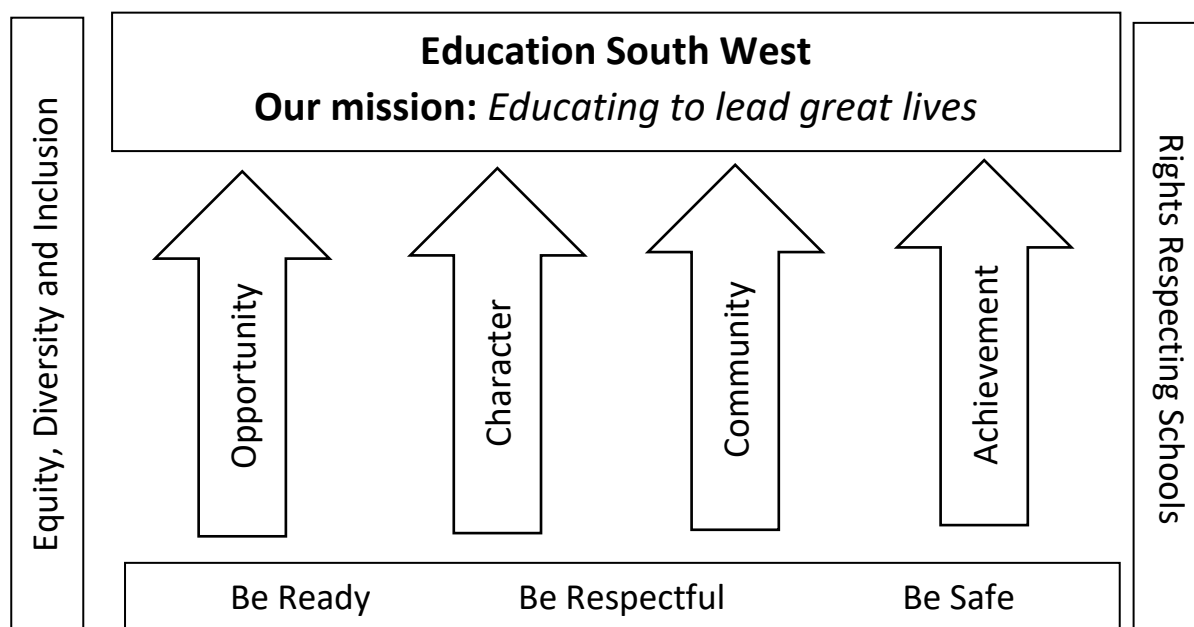 Equity, Diversity and Inclusion
Education South West
Our mission: Educating to lead great lives
Opportunity
Character
Community
Achievement
Be Ready Be Respectful Be Safe
Rights Respecting Schools